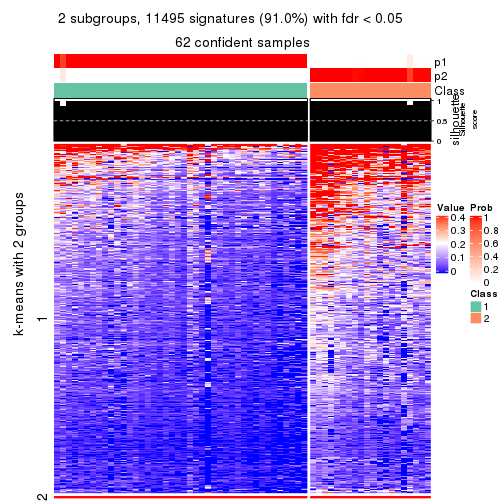 2 subgroups, 11495 signatures (91.0%) with fdr < 0.05
62 confident samples
p1
p2
Class
silhouette
Silhouette
score
1
0.5
0
k-means with 2 groups
1
2
Value
0.4
0.3
0.2
0.1
0
Prob
1
0.8
0.6
0.4
0.2
0
Class
1
2